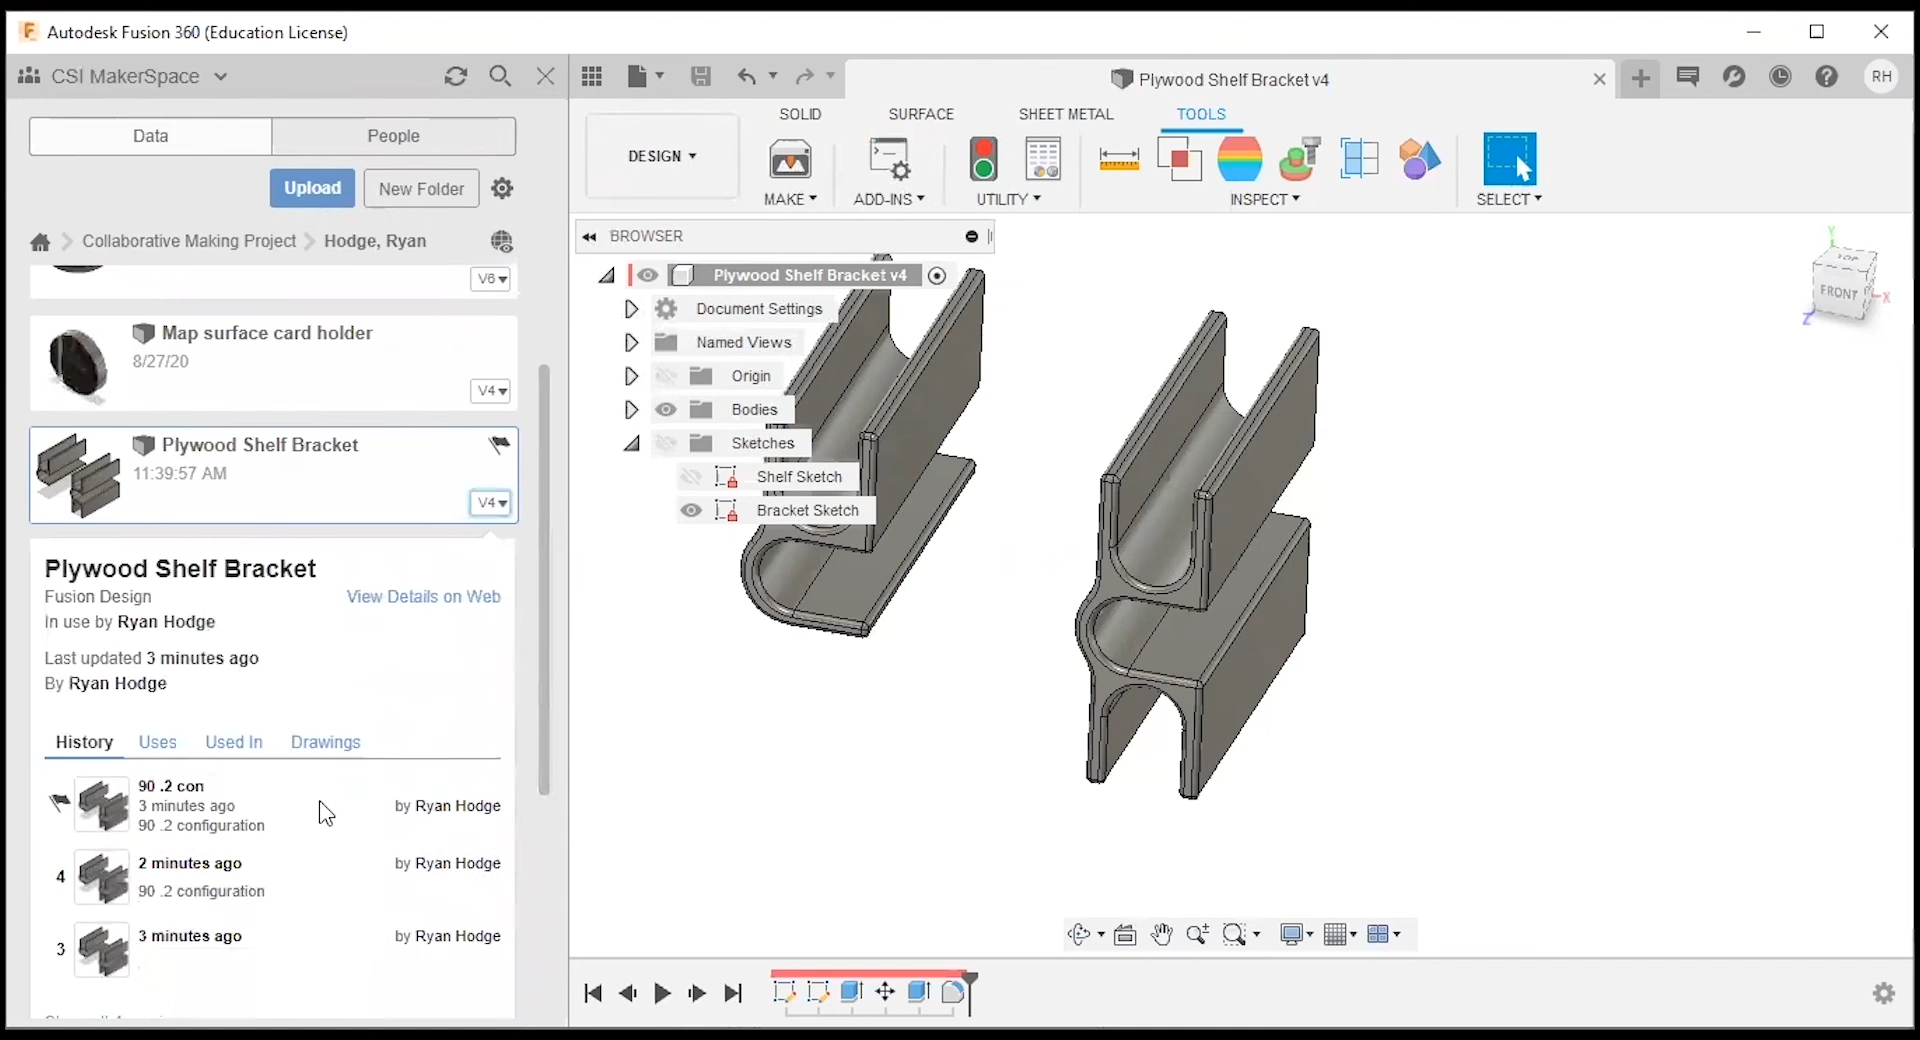 Autodesk Fusion 360 (Education License)
CSI MakerSpace
Plywood Shelf Bracket v4
RH
Data
People
Upload
New Folder
Collaborative Making Project
Hodge, Ryan
V6
Map surface card holder
8/27/20
V4
Plywood Shelf Bracket
11:39:57 AM
V4
Plywood Shelf Bracket
Fusion Design
View Details on Web
In use by Ryan Hodge
Last updated 3 minutes ago
By Ryan Hodge
History
Uses
Used In
Drawings
90 .2 con
3 minutes ago
by Ryan Hodge
90 .2 configuration
4
2 minutes ago
by Ryan Hodge
90 .2 configuration
3
3 minutes ago
by Ryan Hodge
DESIGN
SOLID
SURFACE
SHEET METAL
TOOLS
MAKE
ADD-INS
UTILITY
INSPECT
SELECT
BROWSER
Plywood Shelf Bracket v4
Document Settings
Named Views
Origin
Bodies
Sketches
Shelf Sketch
Bracket Sketch
Y
TOP
FRONT
X
Z